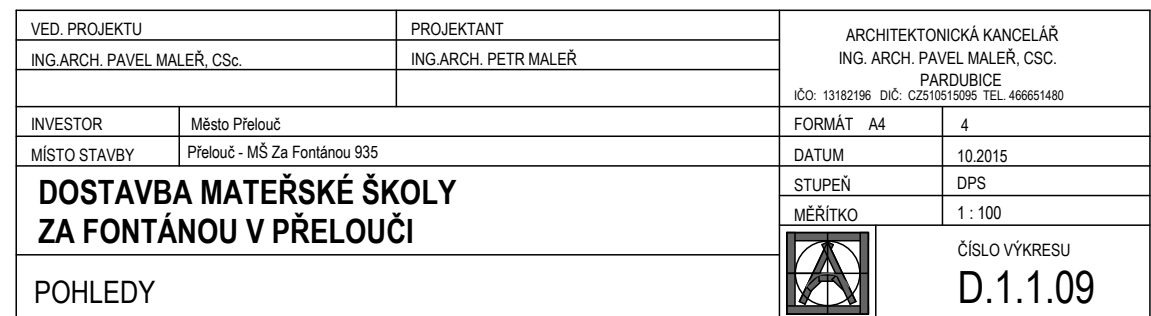 VED. PROJEKTU PROJEKTANT
ING.ARCH. PAVEL MALEŘ, CSc. ING.ARCH. PETR MALEŘ
ARCHITEKTONICKÁ KANCELÁŘ
ING. ARCH. PAVEL MALEŘ, CSC.
PARDUBICE
IČO: 13182196 DIČ: CZ510515095 TEL. 466651480
INVESTOR Město Přelouč
MÍSTO STAVBY Přelouč - MŠ Za Fontánou 935
FORMÁT A4 4
DATUM 10.2015
STUPEŇ DPS
MĚŘÍTKO 1 : 100
DOSTAVBA MATEŘSKÉ ŠKOLY
ZA FONTÁNOU V PŘELOUČI
POHLEDY
ČÍSLO VÝKRESU
D.1.1.09